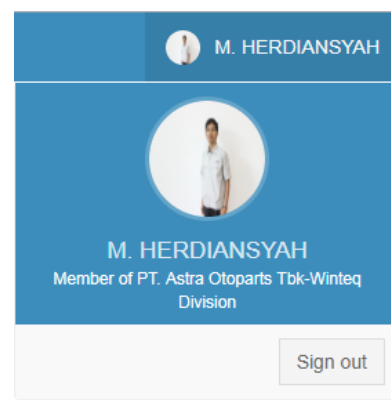 M. HERDIANSYAH
M. HERDIANSYAH
Member of PT. Astra Otoparts Tbk-Winteq
Division
Sign out